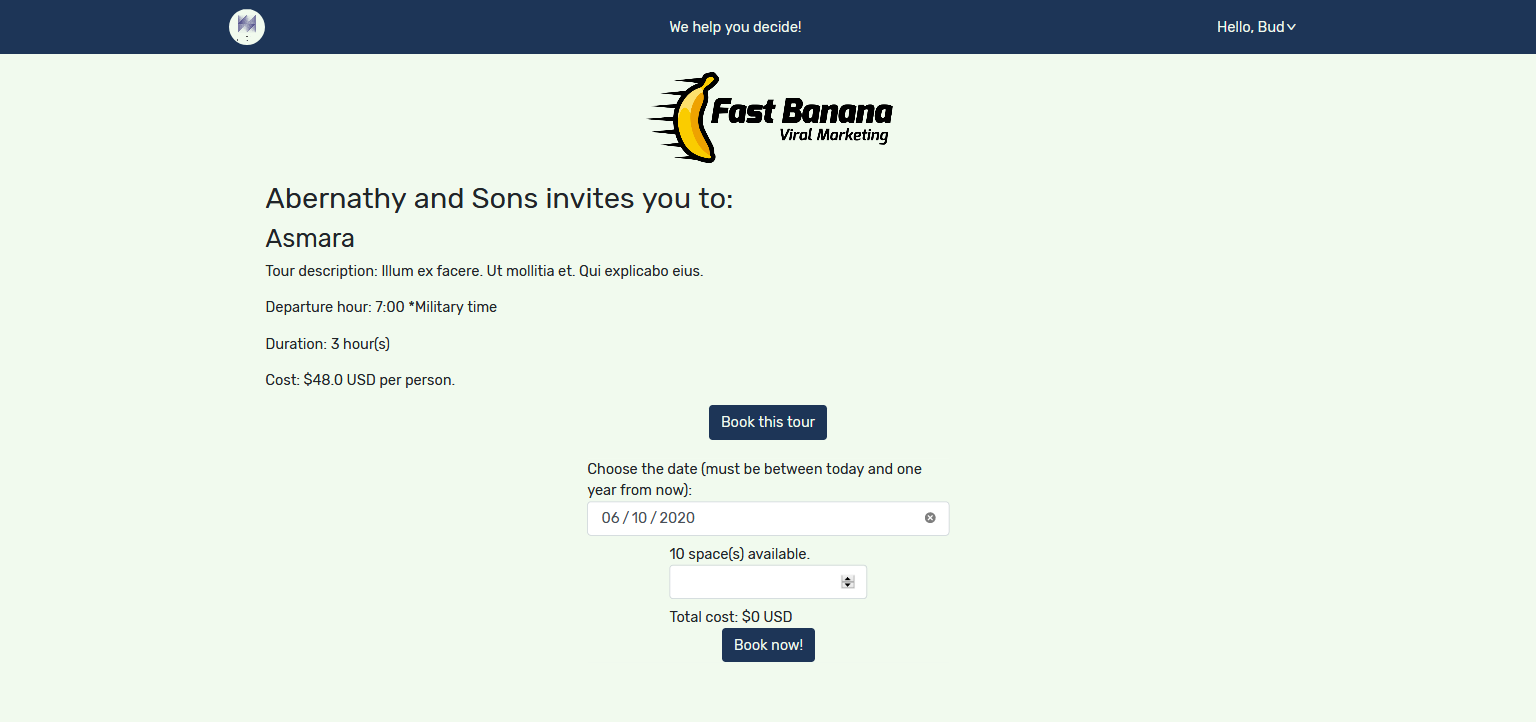 We help you decide!
Hello, Bud
Fast Banana
Viral Marketing
Abernathy and Sons invites you to:
Asmara
Tour description: Illum ex facere. Ut mollitia et. Qui explicabo eius.
Departure hour: 7:00 *Military time
Duration: 3 hour(s)
Cost: $48.0 USD per person.
Book this tour
Choose the date (must be between today and one
year from now):
06 / 10 / 2020
10 space(s) available.
Total cost: $0 USD
Book now!